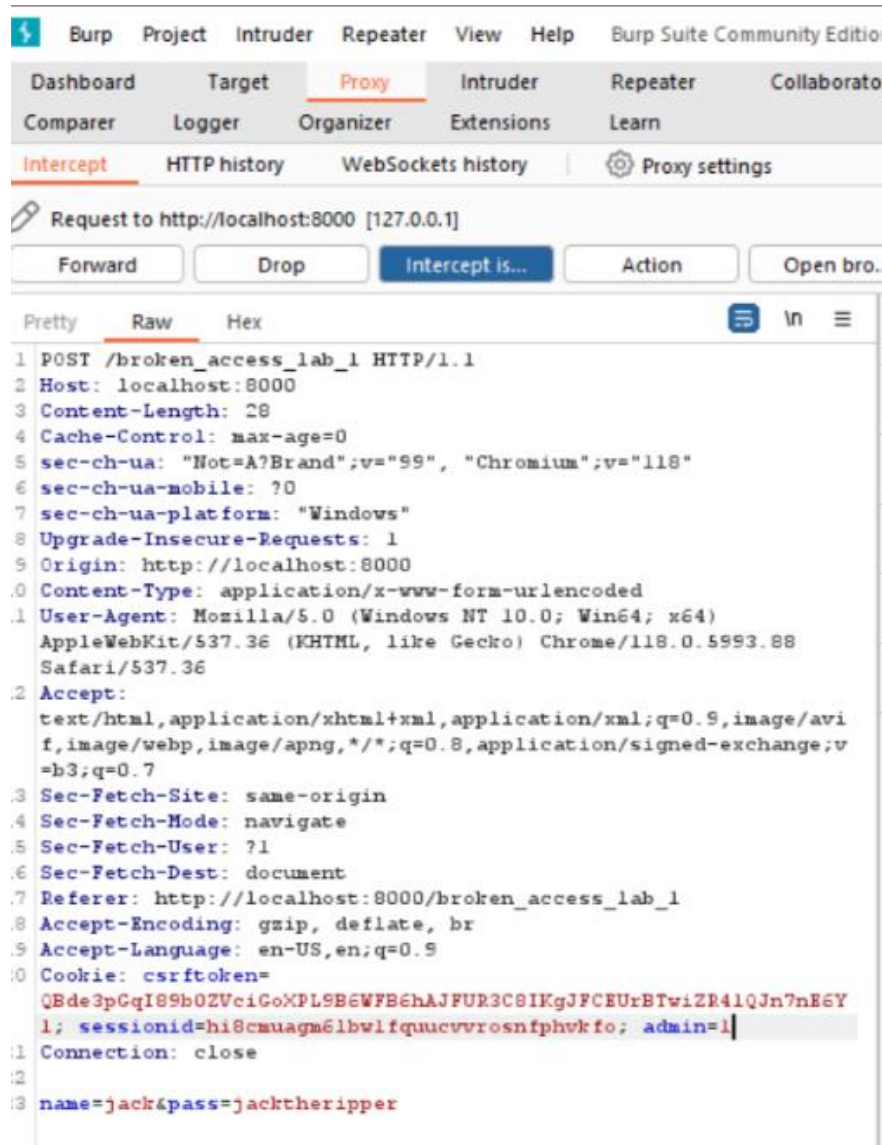 Burp Project Intruder Repeater View Help Burp Suite Community Editio
Dashboard Target Proxy Intruder Repeater Collaborato
Comparer Logger Organizer Extensions Learn
Intercept HTTP history WebSockets history Proxy settings
Request to http://localhost:8000 [127.0.0.1]
Forward Drop Intercept is... Action Open bro..
Pretty Raw Hex \n
1 POST /broken_access_lab_1 HTTP/1.1
2 Host: localhost:8000
3 Content-Length: 28
4 Cache-Control: max-age=0
5 sec-ch-ua: "Not=A?Brand";v="99", "Chromium";v="118"
6 sec-ch-ua-mobile: ?0
7 sec-ch-ua-platform: "Windows"
8 Upgrade-Insecure-Requests: 1
9 Origin: http://localhost:8000
.0 Content-Type: application/x-www-form-urlencoded
.1 User-Agent: Mozilla/5.0 (Windows NT 10.0; Win64; x64)
AppleWebKit/537.36 (KHTML, like Gecko) Chrome/118.0.5993.88
Safari/537.36
.2 Accept:
text/html,application/xhtml+xml,application/xml;q=0.9,image/avi
f,image/webp,image/apng,*/*;q=0.8,application/signed-exchange;v
=b3;q=0.7
.3 Sec-Fetch-Site: same-origin
.4 Sec-Fetch-Mode: navigate
.5 Sec-Fetch-User: ?1
.6 Sec-Fetch-Dest: document
.7 Referer: http://localhost:8000/broken_access_lab_1
.8 Accept-Encoding: gzip, deflate, br
.9 Accept-Language: en-US,en;q=0.9
:0 Cookie: csrftoken=
QBde3pGqI89b0ZVciGoXPL9B6WFB6hAJFUR3C8IKgJFCEUrBTwiZR41QJn7nE6Y
1; sessionid=hi8cmuagm61bwlfquucvvrosnfphvkfo; admin=1
:1 Connection: close
:2
:3 name=jack&pass=jacktheripper